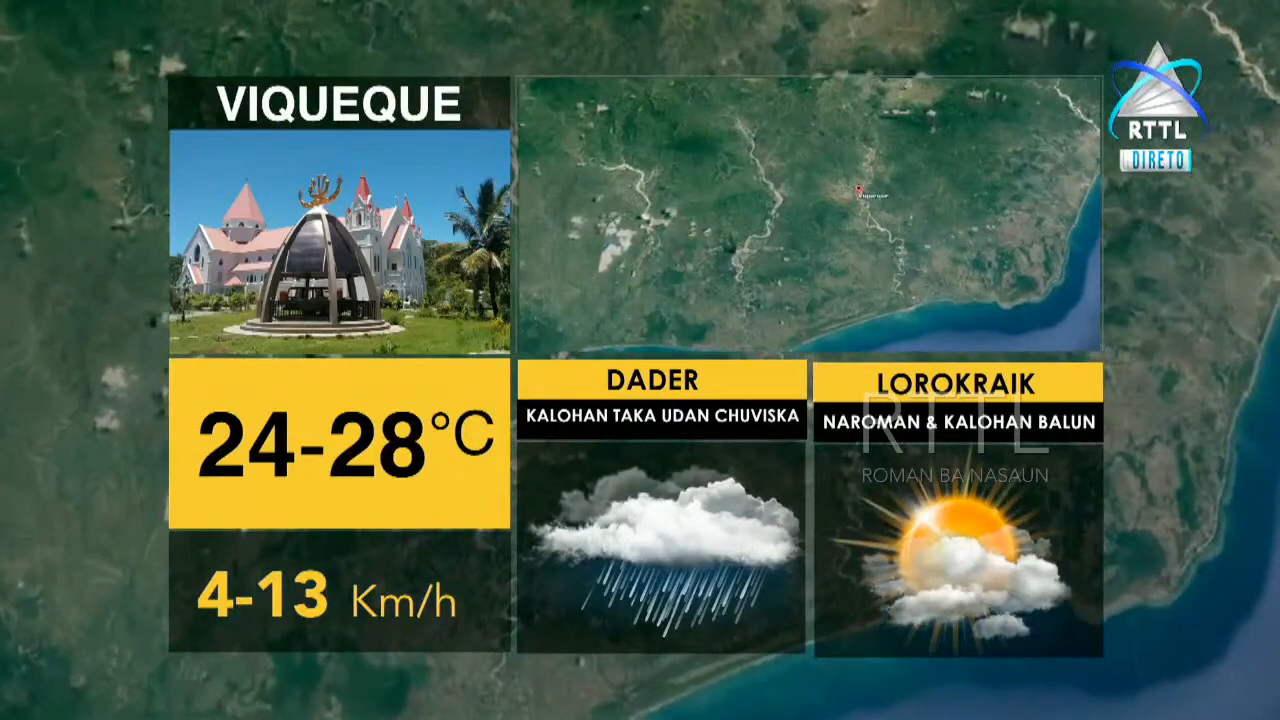 VIQUEQUE
RTTL
DIRETO
Viqueque
24-28°C
4-13 Km/h
DADER
KALOHAN TAKA UDAN CHUVISKA
LOROKRAIK
NAROMAN & KALOHAN BALUN
RTTL
ROMAN BA NASAUN